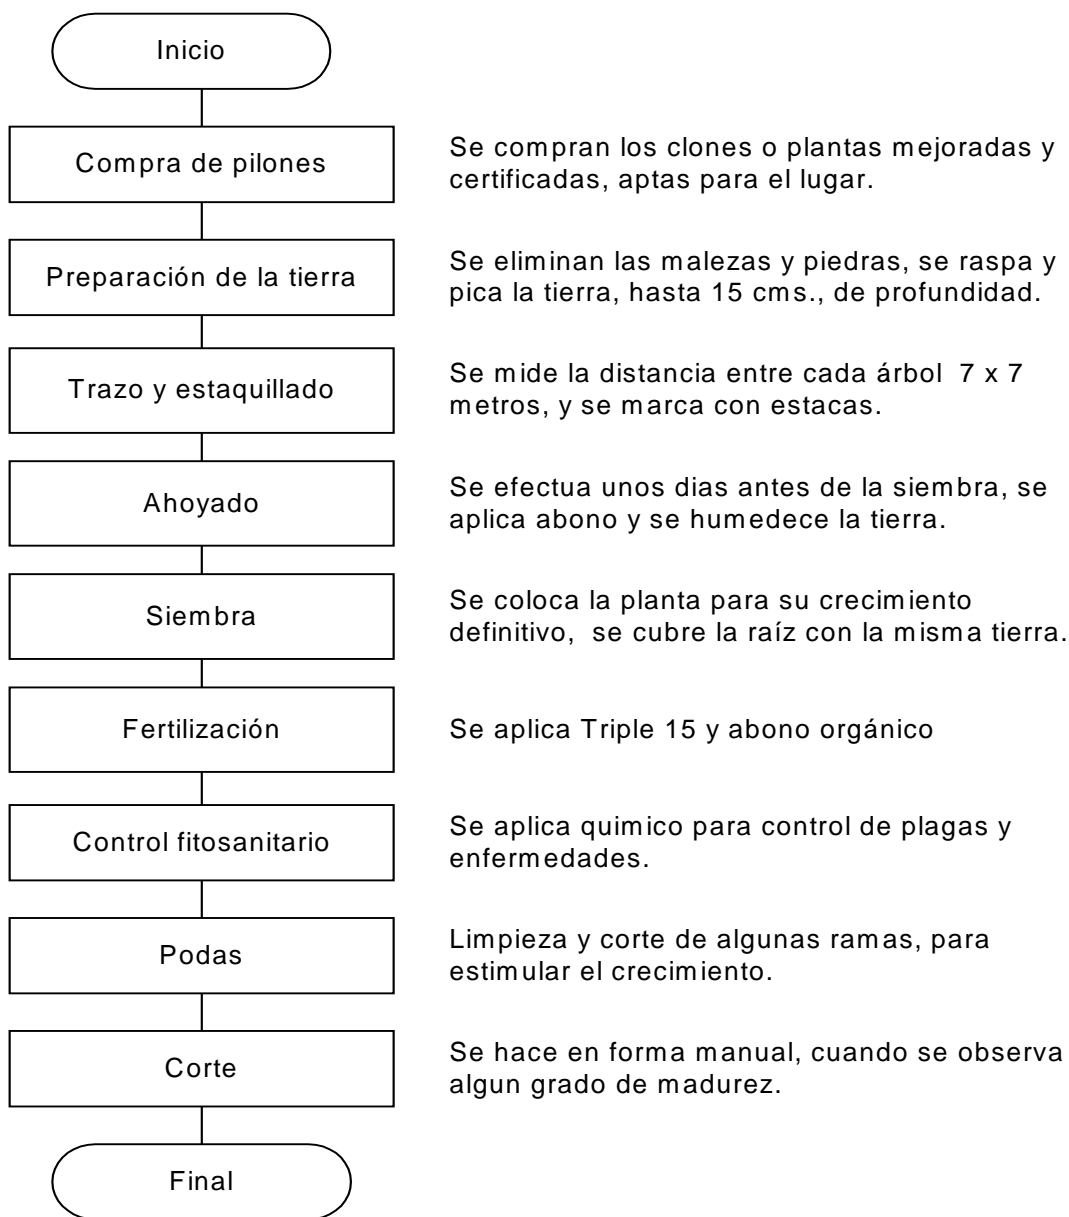 Inicio
Compra de pilones
Se compran los clones o plantas mejoradas y
certificadas, aptas para el lugar.
Preparación de la tierra
Se eliminan las malezas y piedras, se raspa y
pica la tierra, hasta 15 cms., de profundidad.
Trazo y estaquillado
Se mide la distancia entre cada árbol 7 x 7
metros, y se marca con estacas.
Ahoyado
Se efectua unos dias antes de la siembra, se
aplica abono y se humedece la tierra.
Siembra
Se coloca la planta para su crecimiento
definitivo, se cubre la raíz con la misma tierra.
Fertilización
Se aplica Triple 15 y abono orgánico
Control fitosanitario
Se aplica quimico para control de plagas y
enfermedades.
Podas
Limpieza y corte de algunas ramas, para
estimular el crecimiento.
Corte
Se hace en forma manual, cuando se observa
algun grado de madurez.
Final